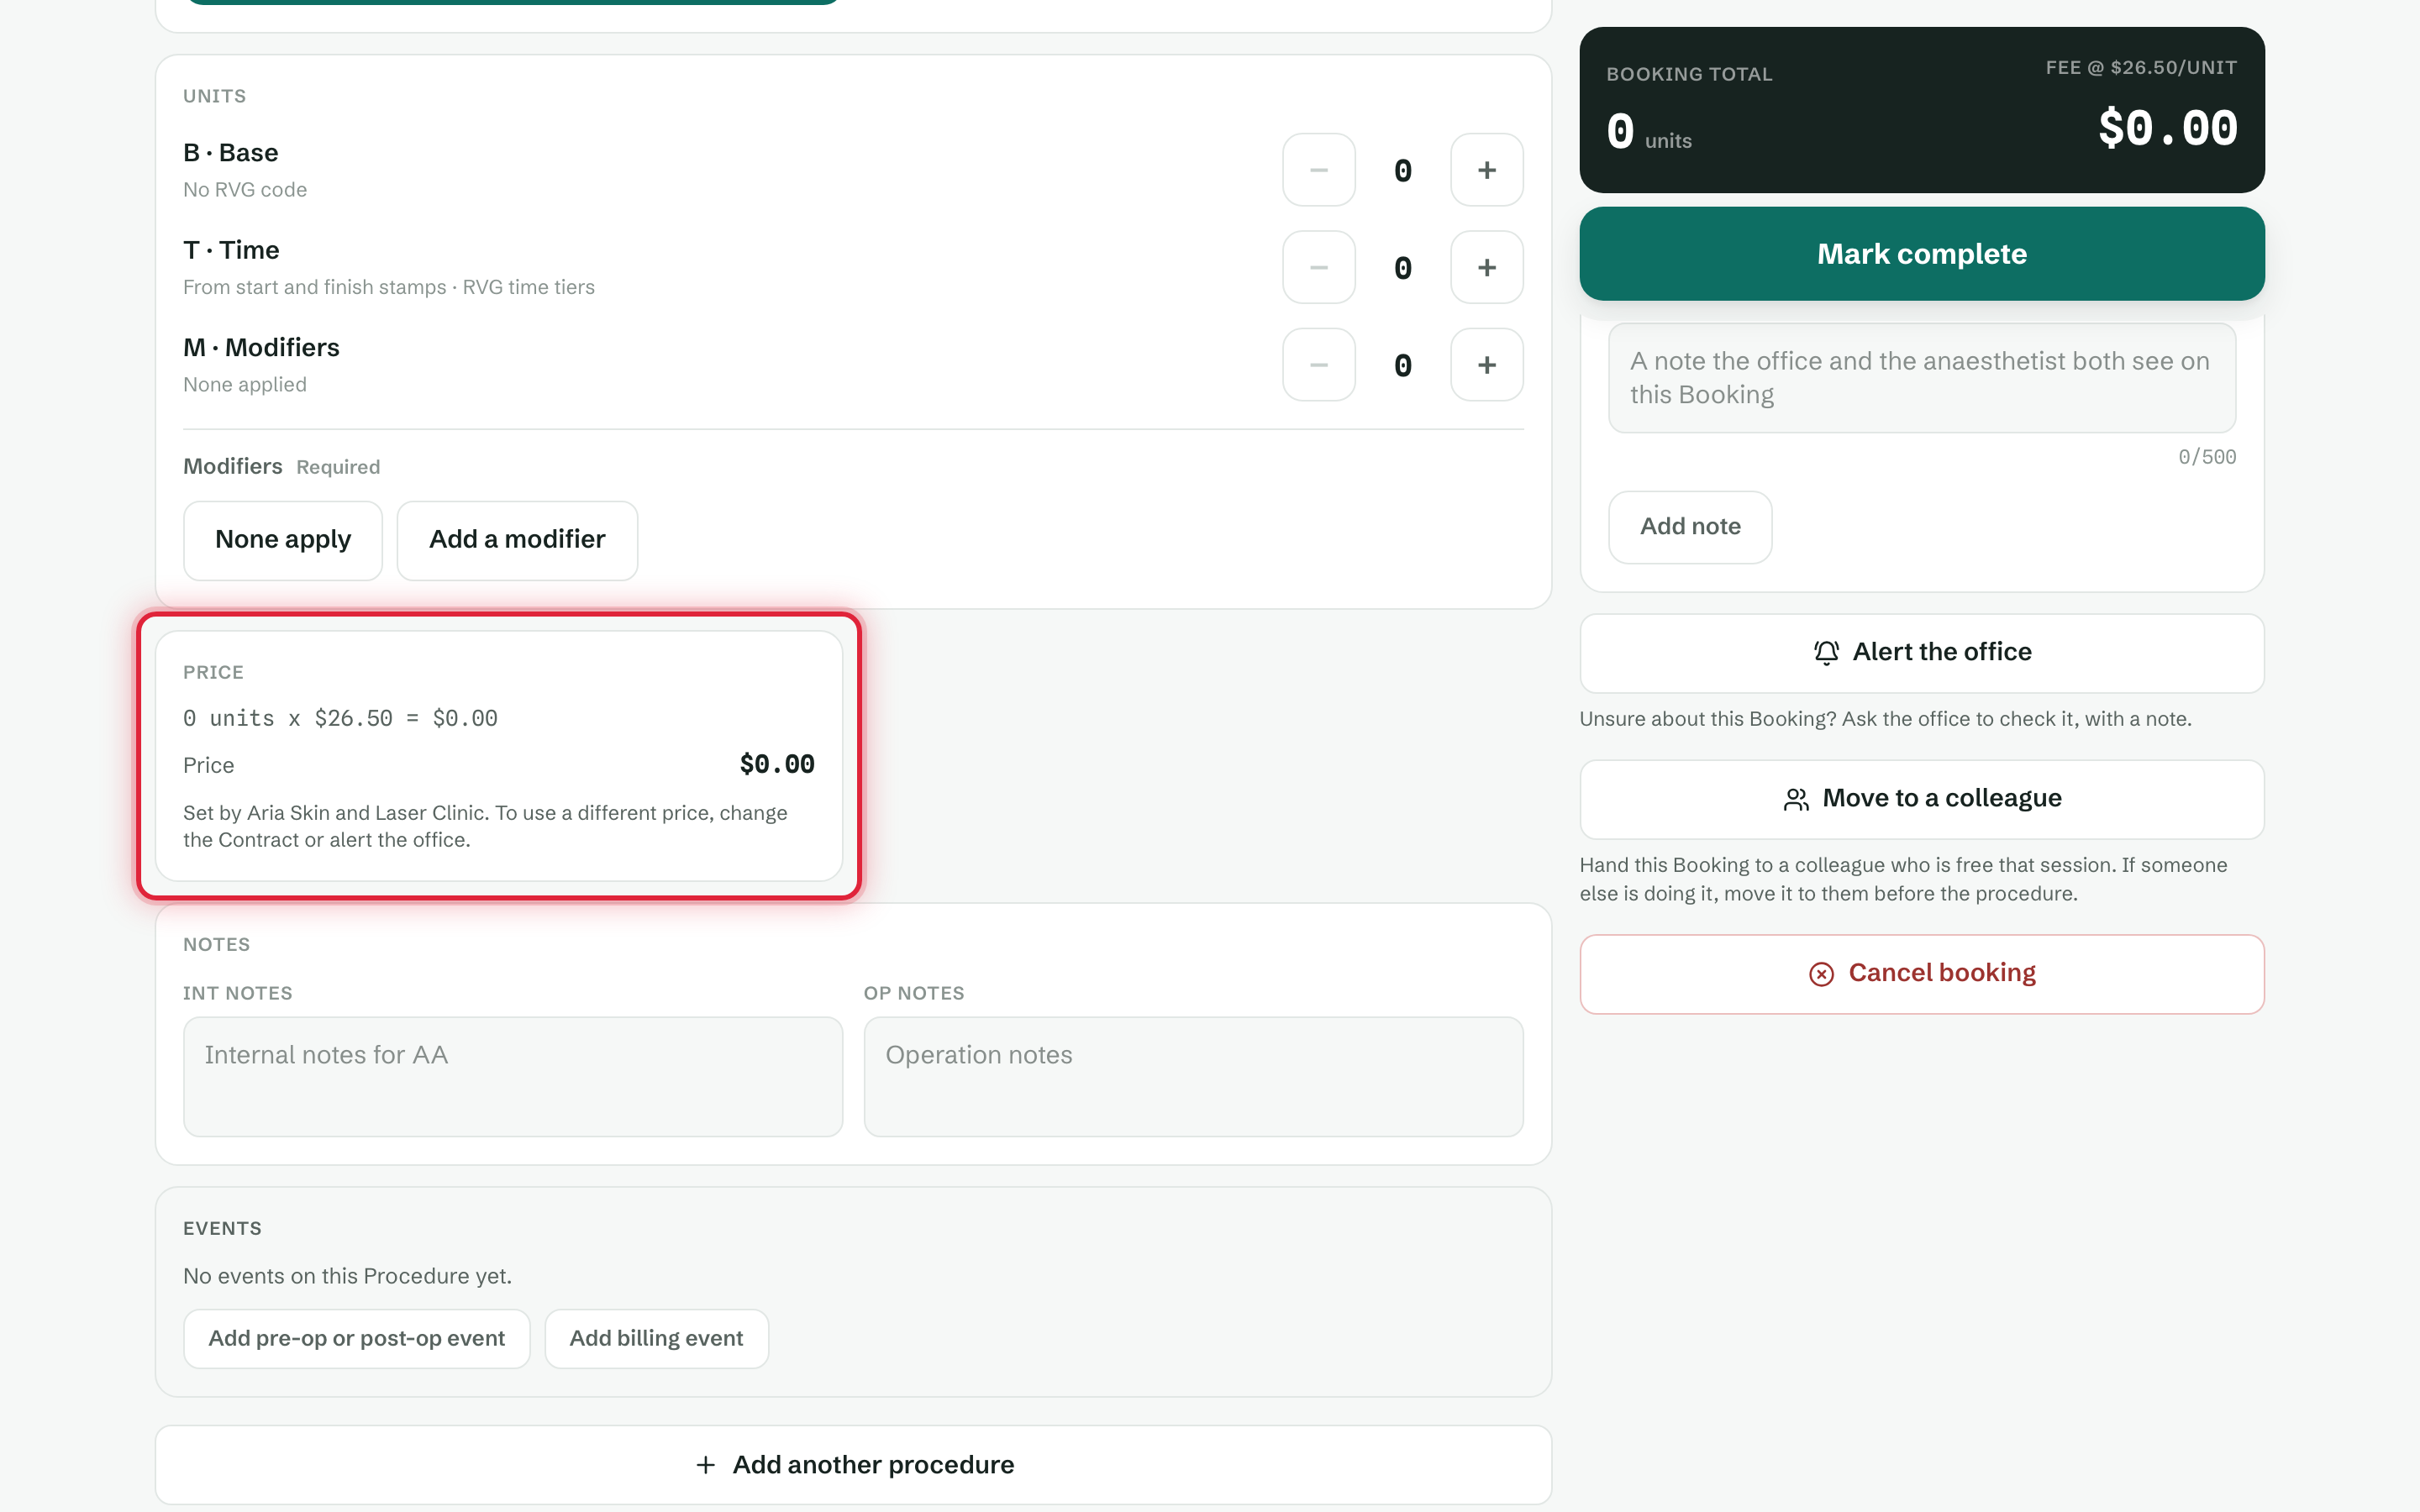 UNITS
B · Base
No RVG code
− 0 +
T · Time
From start and finish stamps · RVG time tiers
− 0 +
M · Modifiers
None applied
− 0 +
Modifiers Required
None apply
Add a modifier
PRICE
0 units x $26.50 = $0.00
Price $0.00
Set by Aria Skin and Laser Clinic. To use a different price, change
the Contract or alert the office.
NOTES
INT NOTES
Internal notes for AA
OP NOTES
Operation notes
EVENTS
No events on this Procedure yet.
Add pre-op or post-op event
Add billing event
+ Add another procedure
BOOKING TOTAL
0 units
FEE @ $26.50/UNIT
$0.00
Mark complete
A note the office and the anaesthetist both see on
this Booking
0/500
Add note
Alert the office
Unsure about this Booking? Ask the office to check it, with a note.
Move to a colleague
Hand this Booking to a colleague who is free that session. If someone
else is doing it, move it to them before the procedure.
Cancel booking